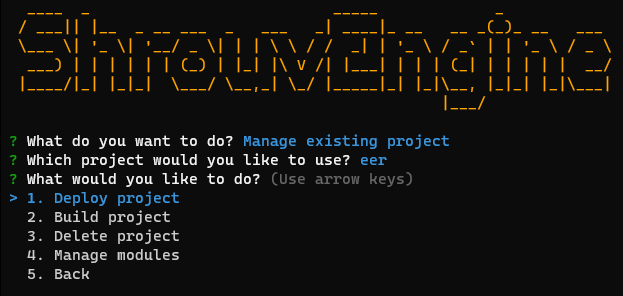 ShrouvEngine
? What do you want to do? Manage existing project
? Which project would you like to use? eer
? What would you like to do? (Use arrow keys)
> 1. Deploy project
2. Build project
3. Delete project
4. Manage modules
5. Back